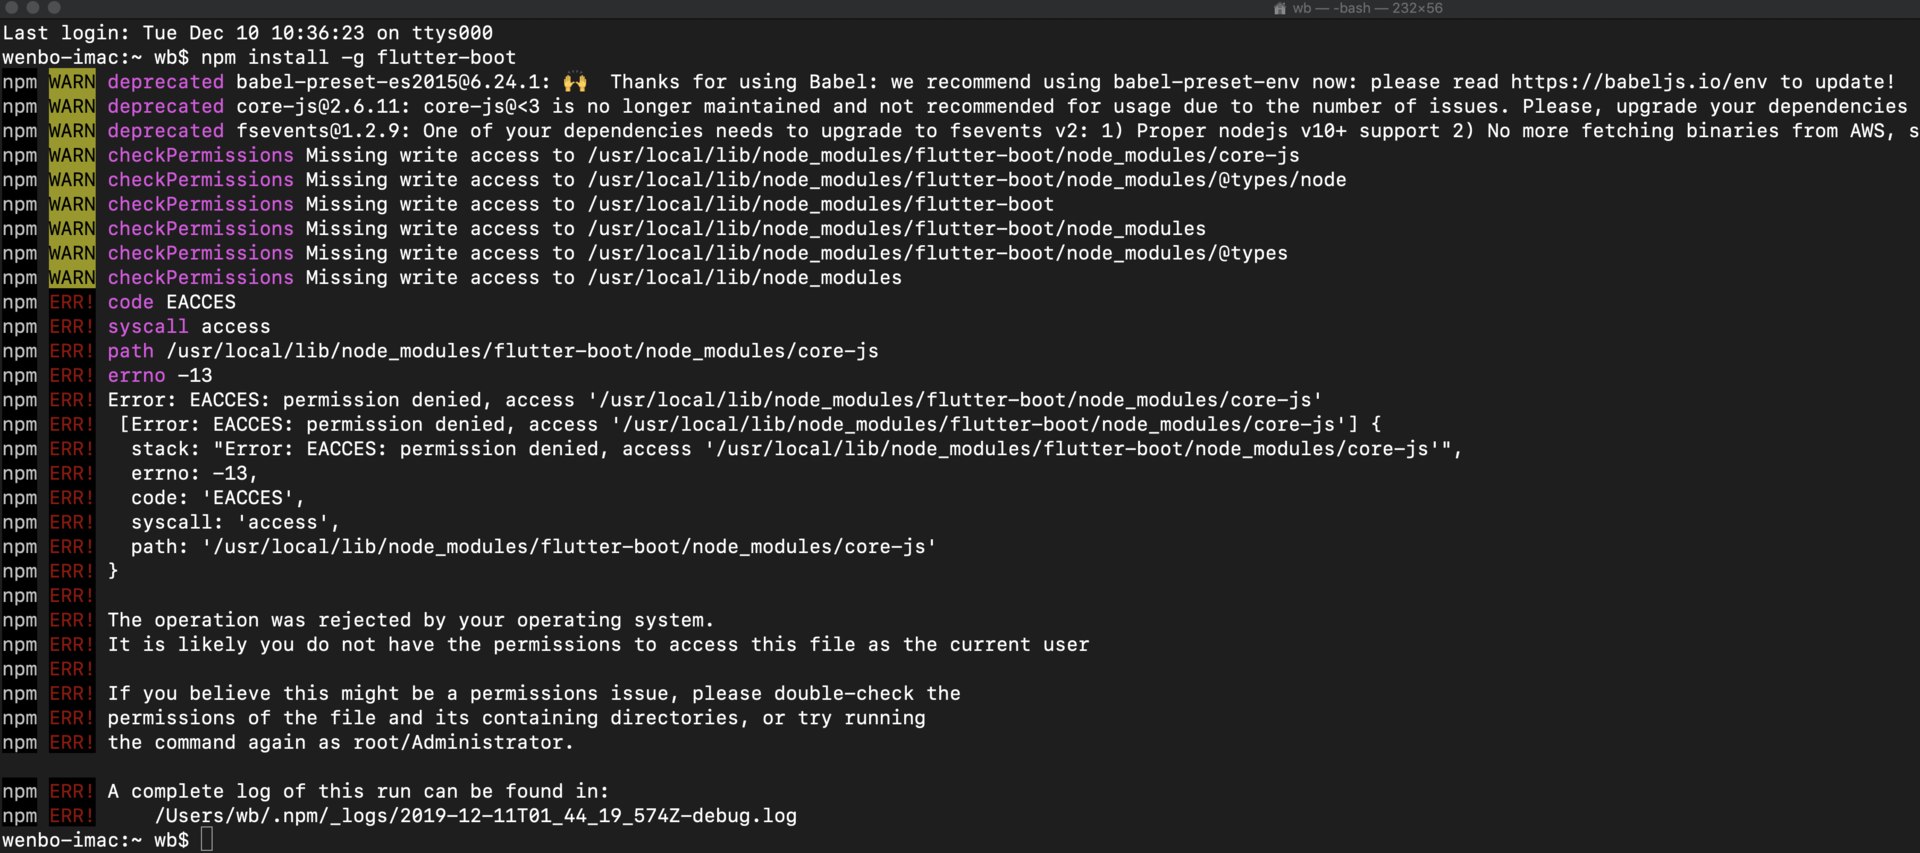 wb — -bash — 232×56
Last login: Tue Dec 10 10:36:23 on ttys000
wenbo-imac:~ wb$ npm install -g flutter-boot
npm WARN deprecated babel-preset-es2015@6.24.1: 🙌  Thanks for using Babel: we recommend using babel-preset-env now: please read https://babeljs.io/env to update!
npm WARN deprecated core-js@2.6.11: core-js@<3 is no longer maintained and not recommended for usage due to the number of issues. Please, upgrade your dependencies
npm WARN deprecated fsevents@1.2.9: One of your dependencies needs to upgrade to fsevents v2: 1) Proper nodejs v10+ support 2) No more fetching binaries from AWS, s
npm WARN checkPermissions Missing write access to /usr/local/lib/node_modules/flutter-boot/node_modules/core-js
npm WARN checkPermissions Missing write access to /usr/local/lib/node_modules/flutter-boot/node_modules/@types/node
npm WARN checkPermissions Missing write access to /usr/local/lib/node_modules/flutter-boot
npm WARN checkPermissions Missing write access to /usr/local/lib/node_modules/flutter-boot/node_modules
npm WARN checkPermissions Missing write access to /usr/local/lib/node_modules/flutter-boot/node_modules/@types
npm WARN checkPermissions Missing write access to /usr/local/lib/node_modules
npm ERR! code EACCES
npm ERR! syscall access
npm ERR! path /usr/local/lib/node_modules/flutter-boot/node_modules/core-js
npm ERR! errno -13
npm ERR! Error: EACCES: permission denied, access '/usr/local/lib/node_modules/flutter-boot/node_modules/core-js'
npm ERR!  [Error: EACCES: permission denied, access '/usr/local/lib/node_modules/flutter-boot/node_modules/core-js'] {
npm ERR!   stack: "Error: EACCES: permission denied, access '/usr/local/lib/node_modules/flutter-boot/node_modules/core-js'",
npm ERR!   errno: -13,
npm ERR!   code: 'EACCES',
npm ERR!   syscall: 'access',
npm ERR!   path: '/usr/local/lib/node_modules/flutter-boot/node_modules/core-js'
npm ERR! }
npm ERR!
npm ERR! The operation was rejected by your operating system.
npm ERR! It is likely you do not have the permissions to access this file as the current user
npm ERR!
npm ERR! If you believe this might be a permissions issue, please double-check the
npm ERR! permissions of the file and its containing directories, or try running
npm ERR! the command again as root/Administrator.
npm ERR! A complete log of this run can be found in:
npm ERR!     /Users/wb/.npm/_logs/2019-12-11T01_44_19_574Z-debug.log
wenbo-imac:~ wb$